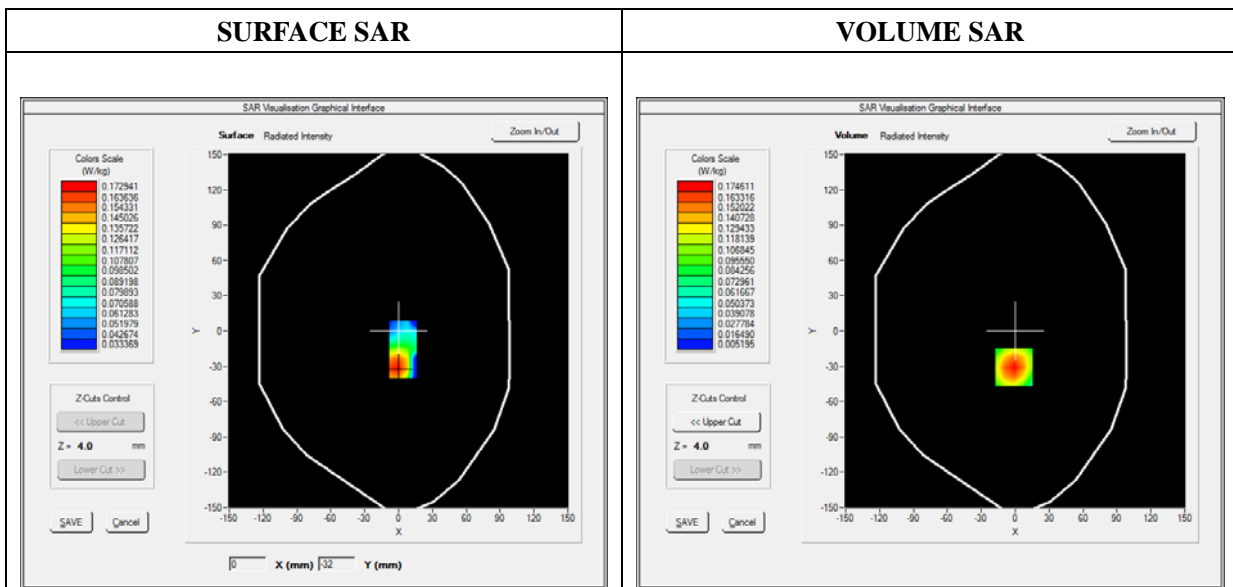 SURFACE SAR
VOLUME SAR
SAR Visualisation Graphical Interface
Surface Radiated Intensity
Zoom In/Out
Colors Scale
(W/kg)
0.172941
0.163636
0.154331
0.145026
0.135722
0.126417
0.117112
0.107807
0.098502
0.089198
0.079893
0.070588
0.061283
0.051979
0.042674
0.033369
Z-Cuts Control
<< Upper Cut
Z = 4.0 mm
Lower Cut >>
SAVE
Cancel
150
120
90
60
30
0
-30
-60
-90
-120
-150
Y
-150 -120 -90 -60 -30 0 30 60 90 120 150
X
0 X (mm) -32 Y (mm)
SAR Visualisation Graphical Interface
Volume Radiated Intensity
Zoom In/Out
Colors Scale
(W/kg)
0.174611
0.163316
0.152022
0.140728
0.129433
0.118139
0.106845
0.095550
0.084256
0.072961
0.061667
0.050373
0.039078
0.027784
0.016490
0.005195
Z-Cuts Control
<< Upper Cut
Z = 4.0 mm
Lower Cut >>
SAVE
Cancel
150
120
90
60
30
0
-30
-60
-90
-120
-150
Y
-150 -120 -90 -60 -30 0 30 60 90 120 150
X